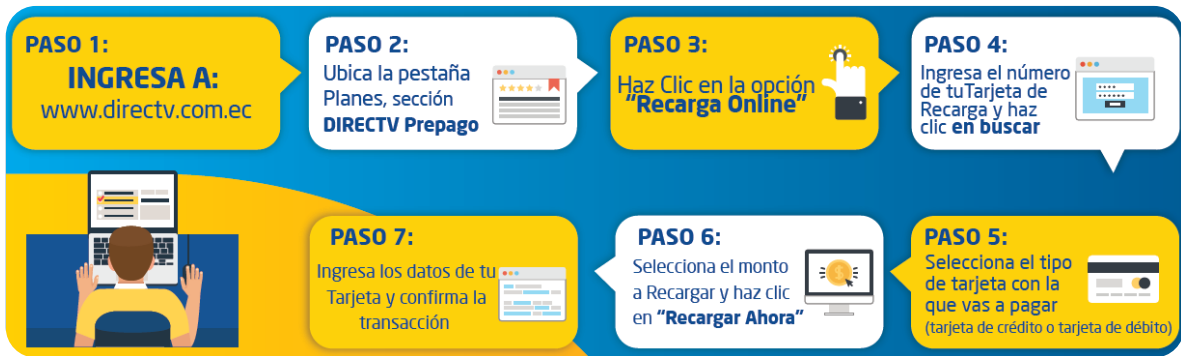 PASO 1:
INGRESA A:
www.directv.com.ec
PASO 2:
Ubica la pestaña
Planes, sección
DIRECTV Prepago
PASO 3:
Haz Clic en la opción
“Recarga Online”
PASO 4:
Ingresa el número
de tuTarjeta de
Recarga y haz
clic en buscar
PASO 5:
Selecciona el tipo
de tarjeta con la
que vas a pagar
(tarjeta de crédito o tarjeta de débito)
PASO 6:
Selecciona el monto
a Recargar y haz clic
en “Recargar Ahora”
PASO 7:
Ingresa los datos de tu
Tarjeta y confirma la
transacción